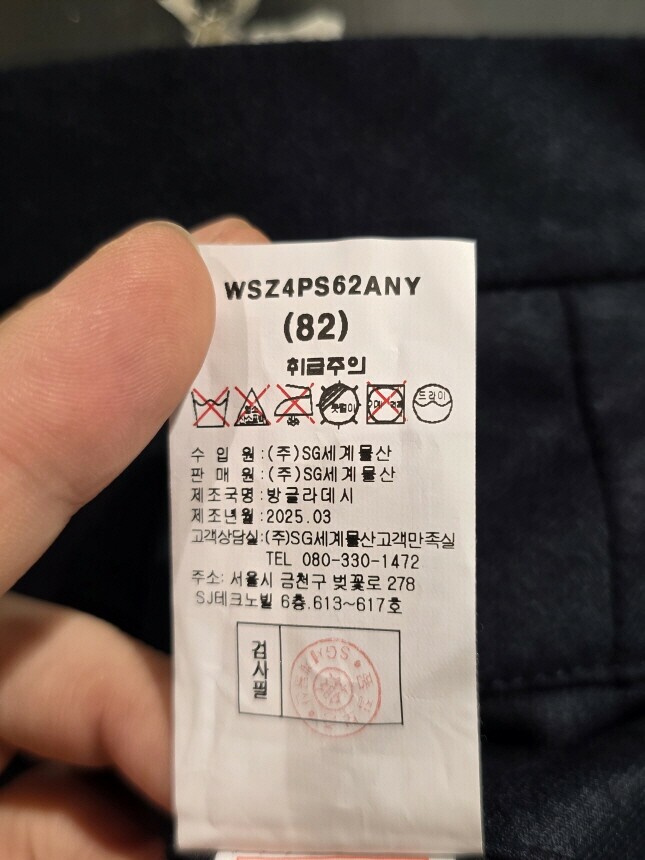 WSZ4PS62ANY
(82)
취급주의
드라이
수 입 원 : (주)SG세계물산
판 매 원 : (주)SG세계물산
제조국명 : 방글라데시
제조년월 : 2025.03
고객상담실:(주)SG세계물산고객만족실
TEL 080-330-1472
주소: 서울시 금천구 벚꽃로 278
SJ테크노빌 6층.613~617호
검사필
SG